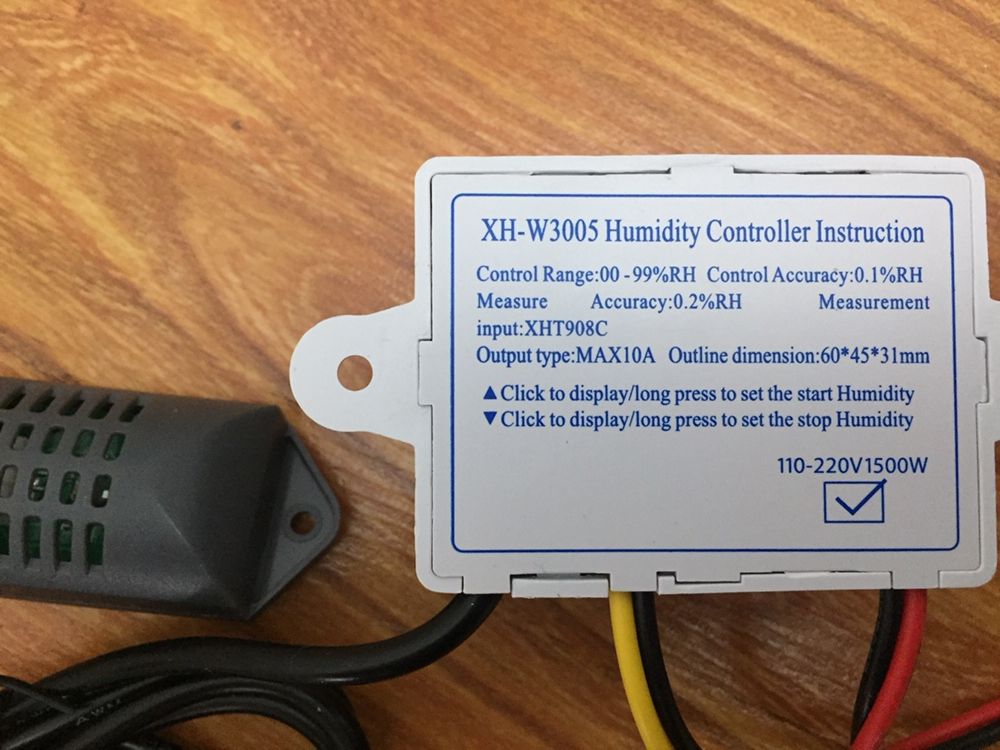 XH-W3005 Humidity Controller Instruction
Control Range:00 - 99%RH Control Accuracy:0.1%RH
Measure Accuracy:0.2%RH Measurement
input:XHT908C
Output type:MAX10A Outline dimension:60*45*31mm
▲Click to display/long press to set the start Humidity
▼Click to display/long press to set the stop Humidity
110-220V1500W